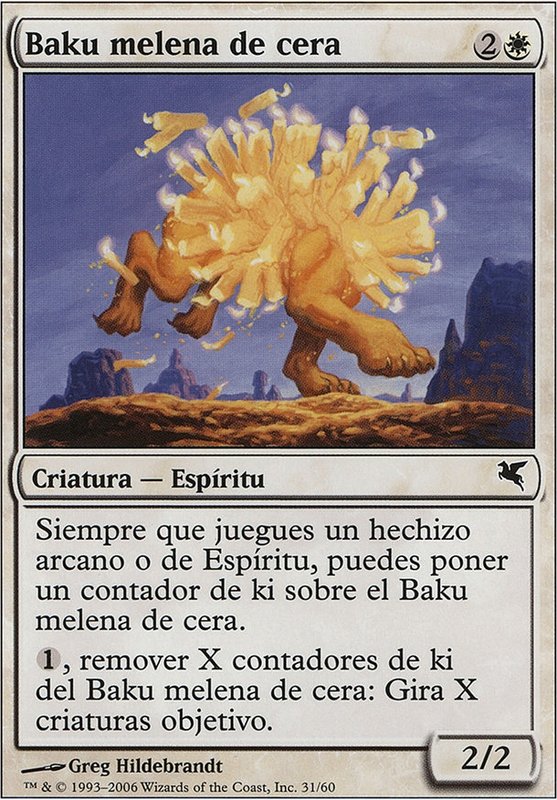 Baku melena de cera 2
Criatura — Espíritu
Siempre que juegues un hechizo
arcano o de Espíritu, puedes poner
un contador de ki sobre el Baku
melena de cera.
1, remover X contadores de ki
del Baku melena de cera: Gira X
criaturas objetivo.
2/2
Greg Hildebrandt
™ & © 1993–2006 Wizards of the Coast, Inc. 31/60